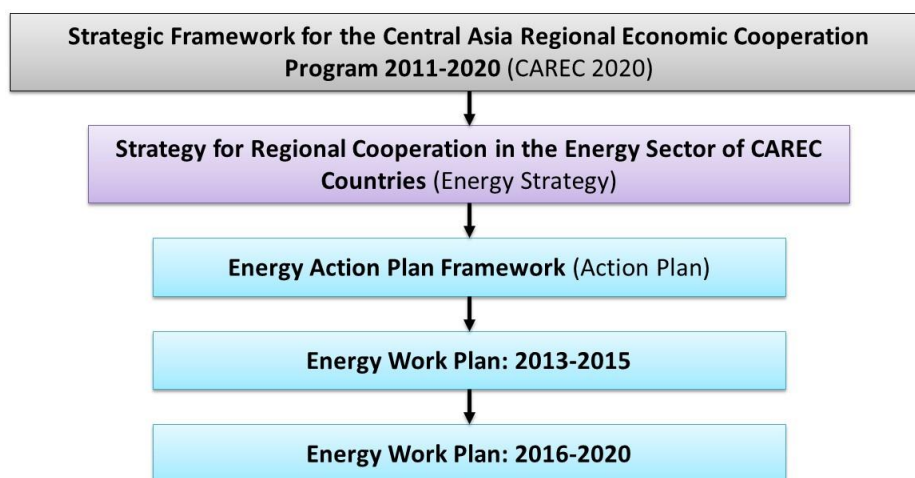 Strategic Framework for the Central Asia Regional Economic Cooperation
Program 2011-2020 (CAREC 2020)
Strategy for Regional Cooperation in the Energy Sector of CAREC
Countries (Energy Strategy)
Energy Action Plan Framework (Action Plan)
Energy Work Plan: 2013-2015
Energy Work Plan: 2016-2020